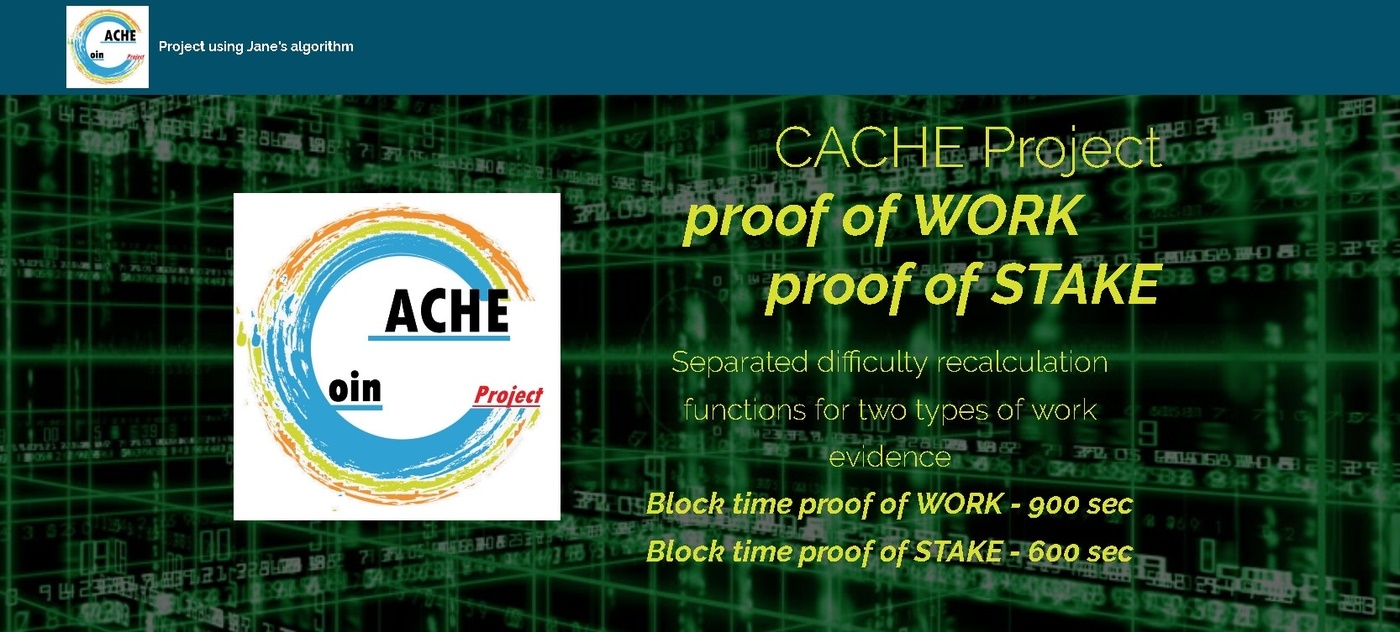 ACHE
oin
Project
Project using Jane's algorithm
CACHE Project
proof of WORK
proof of STAKE
ACHE
oin
Project
Separated difficulty recalculation
functions for two types of work
evidence
Block time proof of WORK - 900 sec
Block time proof of STAKE - 600 sec